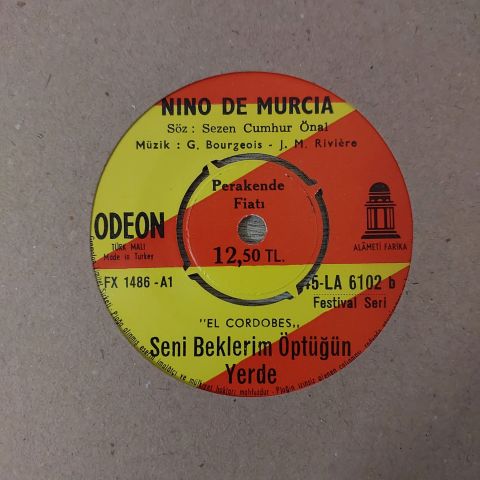 NINO DE MURCIA
Söz : Sezen Cumhur Önal
Müzik : G. Bourgeois - J. M. Rivière
Perakende
Fiatı
12,50 TL.
ODEON
TÜRK MALI
Made in Turkey
ALÂMETİ FARİKA
FX 1486 -A1
45-LA 6102 b
Festival Seri
"EL CORDOBES,,
Seni Beklerim Öptüğün
Yerde